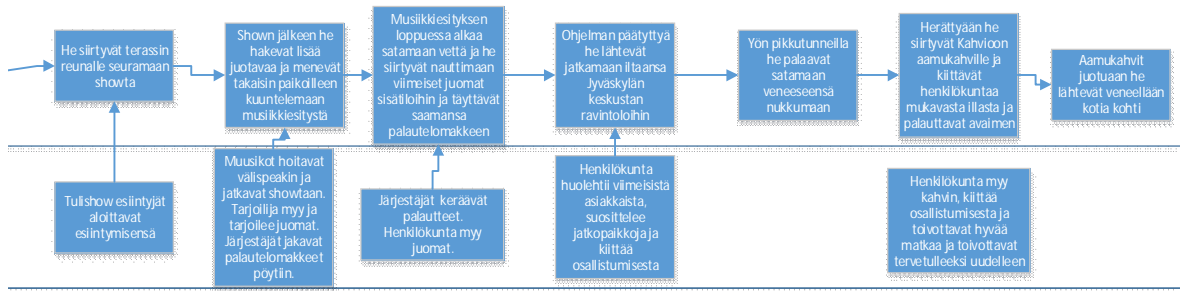 He siirtyvät terassin
reunalle seuramaan
showta
Shown jälkeen he
hakevat lisää
juotavaa ja menevät
takaisin paikoilleen
kuuntelemaan
musiikkiesitystä
Musiikkiesityksen
loppuessa alkaa
satamaan vettä ja he
siirtyvät nauttimaan
viimeiset juomat
sisätiloihin ja täyttävät
saamansa
palautelomakkeen
Ohjelman päätyttyä
he lähtevät
jatkamaan iltaansa
Jyväskylän
keskustan
ravintoloihin
Yön pikkutunneilla
he palaavat
satamaan
veneeseensä
nukkumaan
Herättyään he
siirtyvät Kahvioon
aamukahville ja
kiittävät
henkilökuntaa
mukavasta illasta ja
palauttavat avaimen
Aamukahvit
juotuaan he
lähtevät veneellään
kotia kohti
Tulishow esiintyjät
aloittavat
esiintymisensä
Muusikot hoitavat
välispeakin ja
jatkavat showtaan.
Tarjoilija myy ja
tarjoilee juomat.
Järjestäjät jakavat
palautelomakkeet
pöytiin.
Järjestäjät keräävät
palautteet.
Henkilökunta myy
juomat.
Henkilökunta
huolehtii viimeisistä
asiakkaista,
suosittelee
jatkopaikkoja ja
kiittää
osallistumisesta
Henkilökunta myy
kahvin, kiittää
osallistumisesta ja
toivottavat hyvää
matkaa ja toivottavat
tervetulleeksi uudelleen